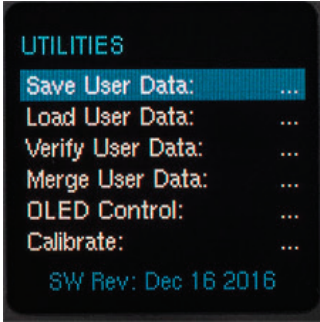 UTILITIES
Save User Data: ...
Load User Data: ...
Verify User Data: ...
Merge User Data: ...
OLED Control: ...
Calibrate: ...
SW Rev: Dec 16 2016